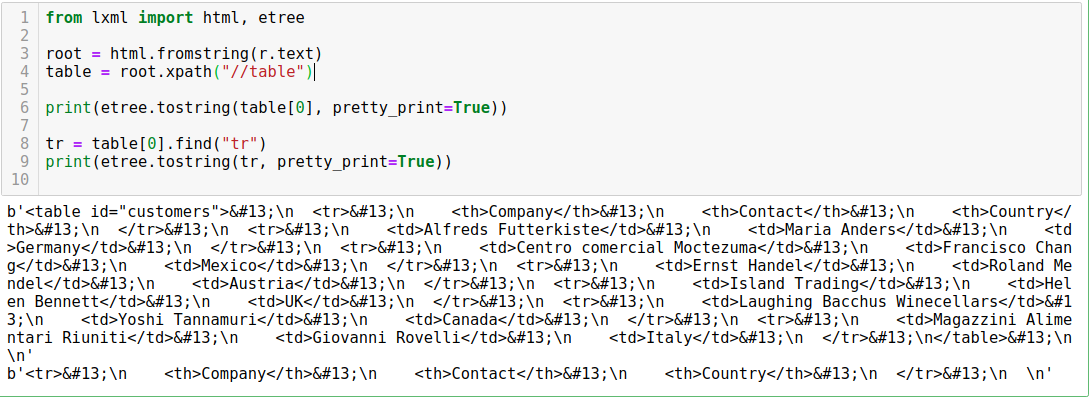 1 from lxml import html, etree
2
3 root = html.fromstring(r.text)
4 table = root.xpath("//table")
5
6 print(etree.tostring(table[0], pretty_print=True))
7
8 tr = table[0].find("tr")
9 print(etree.tostring(tr, pretty_print=True))
10
b'<table id="customers">&#13;\n  <tr>&#13;\n    <th>Company</th>&#13;\n    <th>Contact</th>&#13;\n    <th>Country</
th>&#13;\n  </tr>&#13;\n  <tr>&#13;\n    <td>Alfreds Futterkiste</td>&#13;\n    <td>Maria Anders</td>&#13;\n    <td
>Germany</td>&#13;\n  </tr>&#13;\n  <tr>&#13;\n    <td>Centro comercial Moctezuma</td>&#13;\n    <td>Francisco Chan
g</td>&#13;\n    <td>Mexico</td>&#13;\n  </tr>&#13;\n  <tr>&#13;\n    <td>Ernst Handel</td>&#13;\n    <td>Roland Me
ndel</td>&#13;\n    <td>Austria</td>&#13;\n  </tr>&#13;\n  <tr>&#13;\n    <td>Island Trading</td>&#13;\n    <td>Hel
en Bennett</td>&#13;\n    <td>UK</td>&#13;\n  </tr>&#13;\n  <tr>&#13;\n    <td>Laughing Bacchus Winecellars</td>&#1
3;\n    <td>Yoshi Tannamuri</td>&#13;\n    <td>Canada</td>&#13;\n  </tr>&#13;\n  <tr>&#13;\n    <td>Magazzini Alime
ntari Riuniti</td>&#13;\n    <td>Giovanni Rovelli</td>&#13;\n    <td>Italy</td>&#13;\n  </tr>&#13;\n</table>&#13;\n
\n'
b'<tr>&#13;\n    <th>Company</th>&#13;\n    <th>Contact</th>&#13;\n    <th>Country</th>&#13;\n  </tr>&#13;\n  \n'